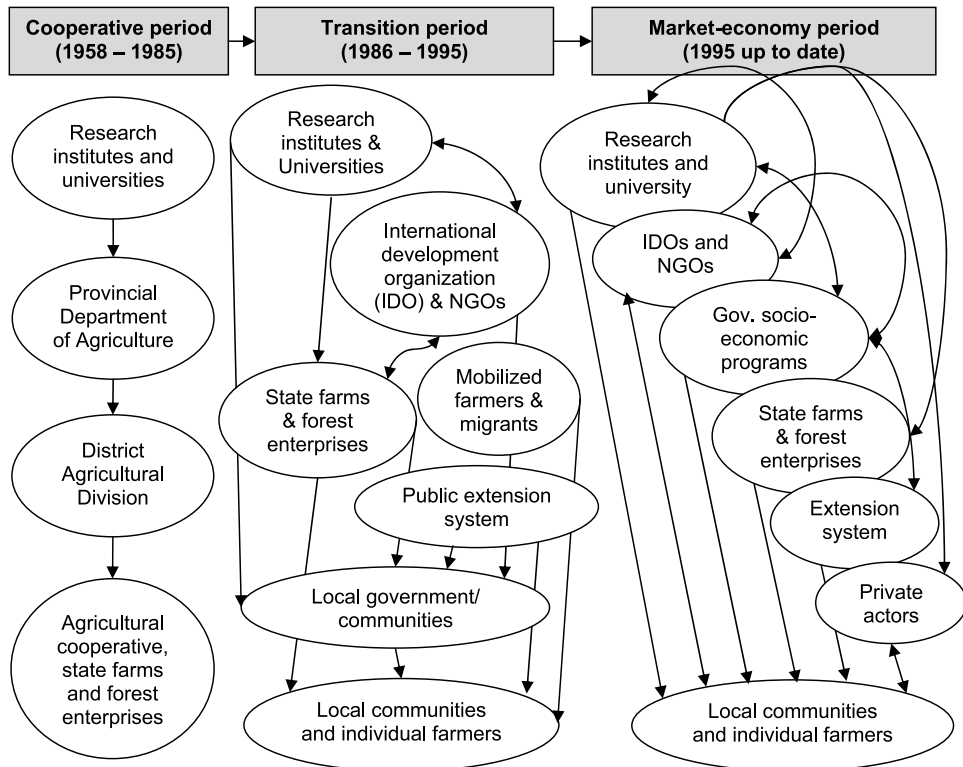 Cooperative period
(1958 – 1985)
Transition period
(1986 – 1995)
Market-economy period
(1995 up to date)
Research
institutes and
universities
Provincial
Department
of Agriculture
District
Agricultural
Division
Agricultural
cooperative,
state farms
and forest
enterprises
Research
institutes &
Universities
International
development
organization
(IDO) & NGOs
State farms
& forest
enterprises
Mobilized
farmers &
migrants
Public extension
system
Local government/
communities
Local communities
and individual farmers
Research
institutes and
university
IDOs and
NGOs
Gov. socio-
economic
programs
State farms
& forest
enterprises
Extension
system
Private
actors
Local communities
and individual farmers